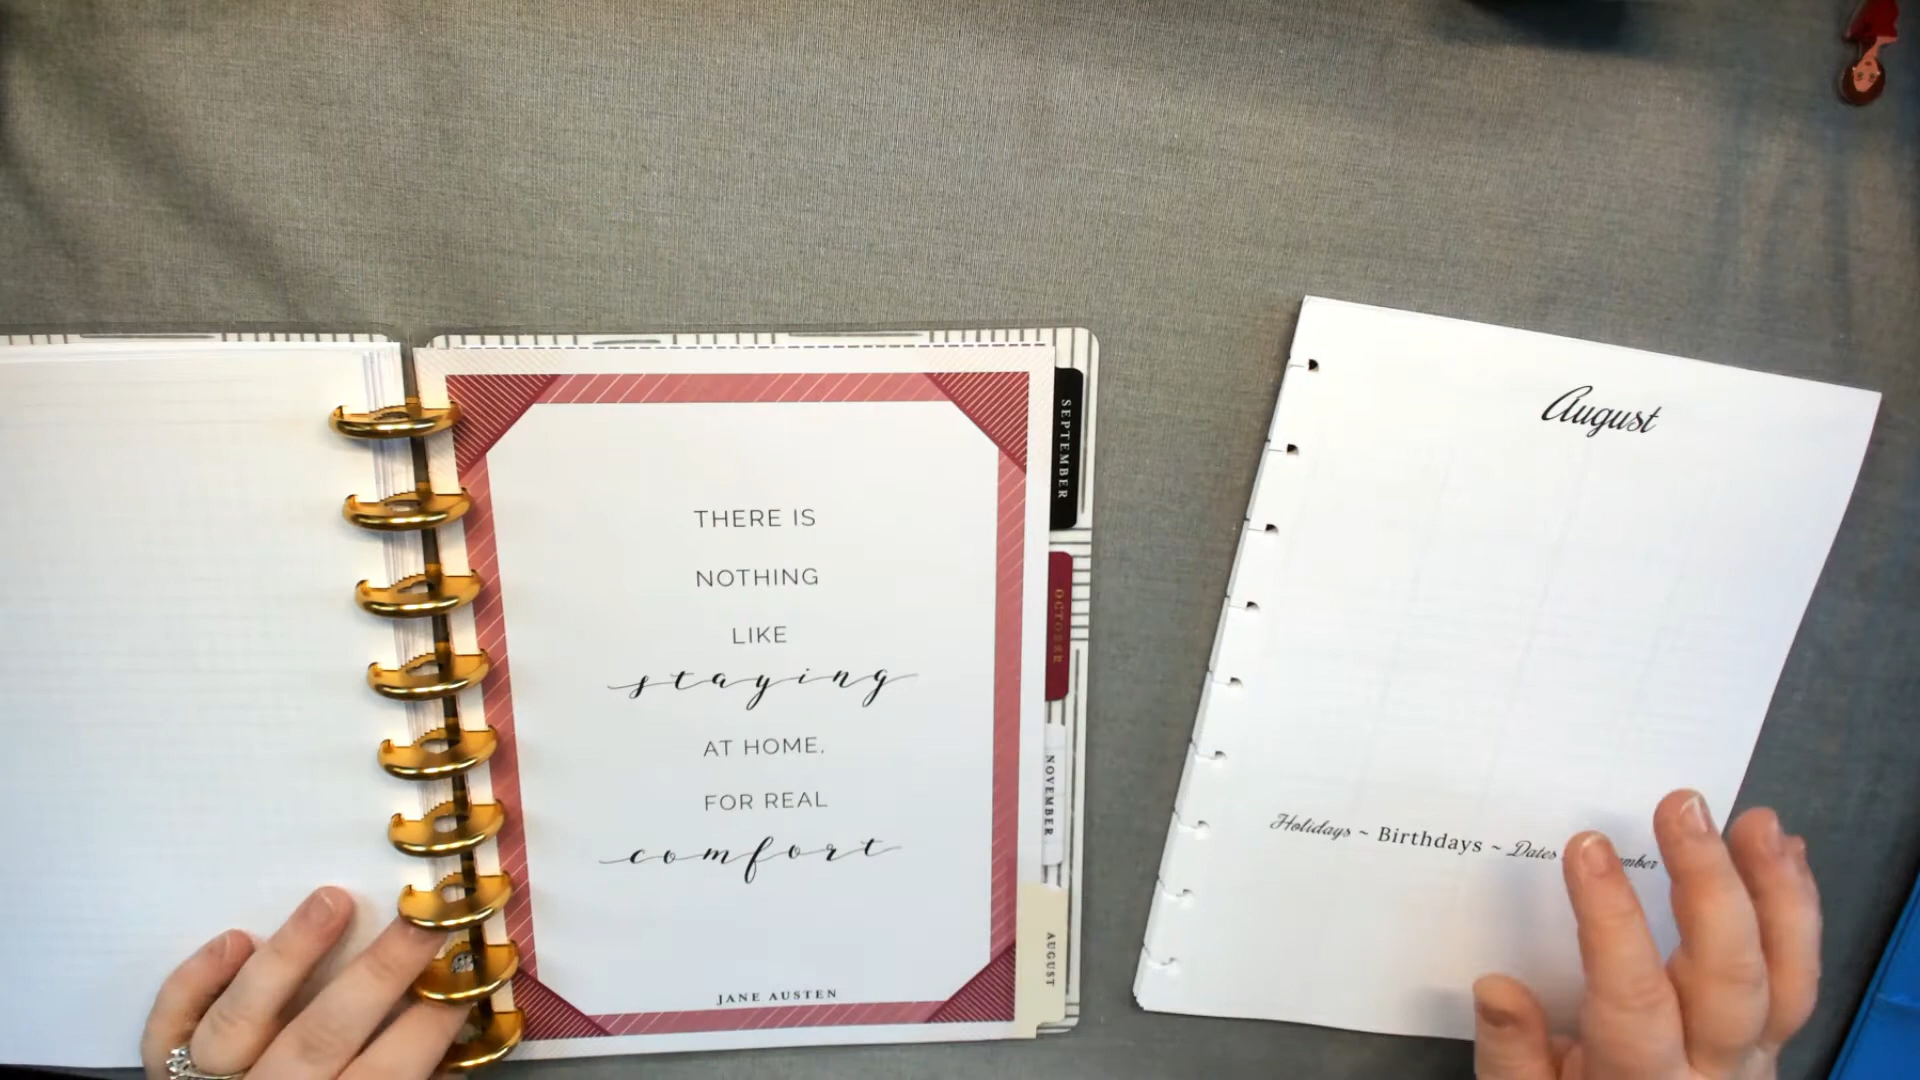 THERE IS
NOTHING
LIKE
staying
AT HOME,
FOR REAL
comfort
JANE AUSTEN
SEPTEMBER
OCTOBER
NOVEMBER
AUGUST
August
Holidays ~ Birthdays ~ Dates